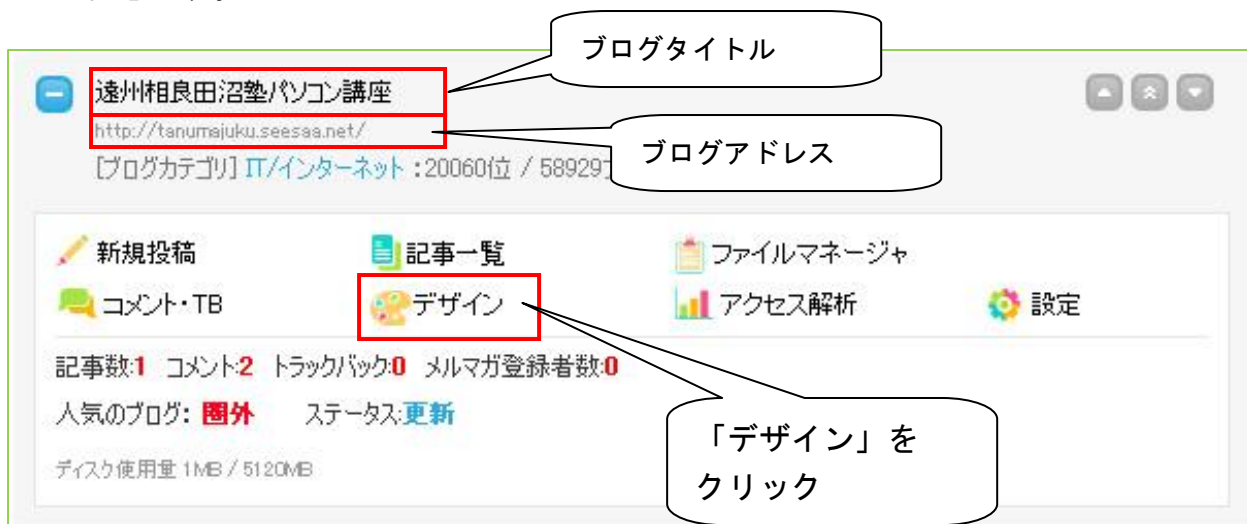 ブログタイトル
遠州相良田沼塾パソコン講座
http://tanumajuku.seesaa.net/
ブログアドレス
[ブログカテゴリ] IT/インターネット:20060位 / 58929
新規投稿 記事一覧 ファイルマネージャ
コメント・TB デザイン アクセス解析 設定
記事数:1 コメント:2 トラックバック:0 メルマガ登録者数:0
人気のブログ: 圏外 ステータス:更新
「デザイン」を
クリック
ディスク使用量 1MB / 5120MB